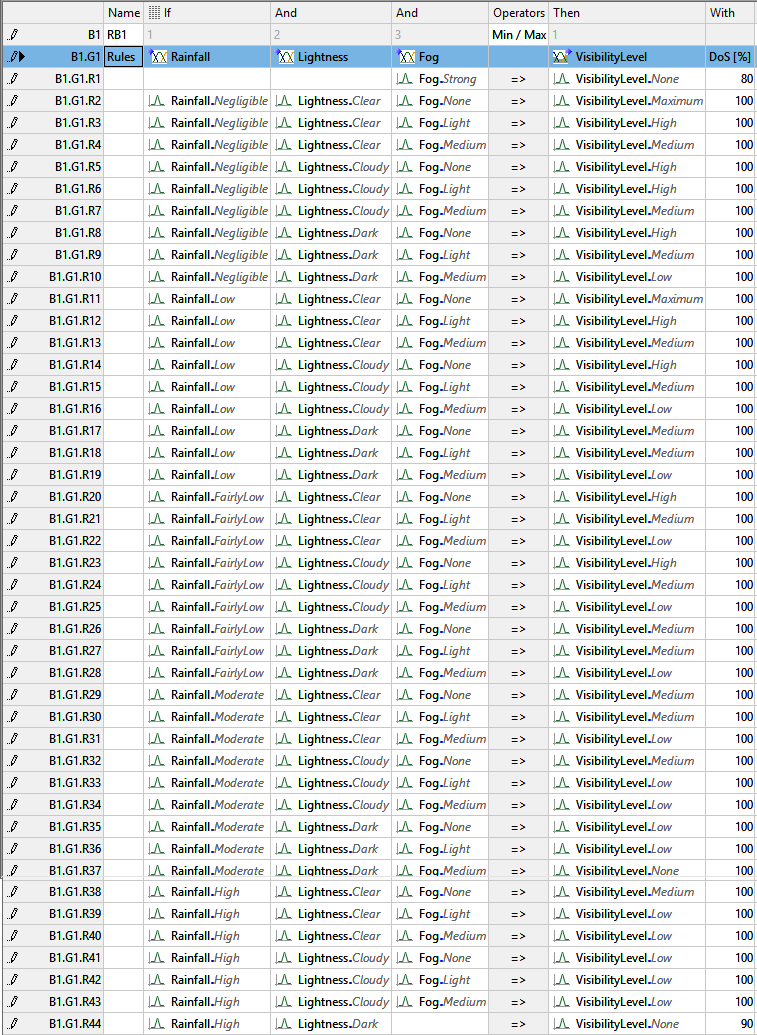 Name If And And Operators Then With
B1 RB1 1 2 3 Min / Max 1
B1.G1 Rules Rainfall Lightness Fog VisibilityLevel DoS [%]
B1.G1.R1 Fog.Strong => VisibilityLevel.None 80
B1.G1.R2 Rainfall.Negligible Lightness.Clear Fog.None => VisibilityLevel.Maximum 100
B1.G1.R3 Rainfall.Negligible Lightness.Clear Fog.Light => VisibilityLevel.High 100
B1.G1.R4 Rainfall.Negligible Lightness.Clear Fog.Medium => VisibilityLevel.Medium 100
B1.G1.R5 Rainfall.Negligible Lightness.Cloudy Fog.None => VisibilityLevel.High 100
B1.G1.R6 Rainfall.Negligible Lightness.Cloudy Fog.Light => VisibilityLevel.High 100
B1.G1.R7 Rainfall.Negligible Lightness.Cloudy Fog.Medium => VisibilityLevel.Medium 100
B1.G1.R8 Rainfall.Negligible Lightness.Dark Fog.None => VisibilityLevel.High 100
B1.G1.R9 Rainfall.Negligible Lightness.Dark Fog.Light => VisibilityLevel.Medium 100
B1.G1.R10 Rainfall.Negligible Lightness.Dark Fog.Medium => VisibilityLevel.Low 100
B1.G1.R11 Rainfall.Low Lightness.Clear Fog.None => VisibilityLevel.Maximum 100
B1.G1.R12 Rainfall.Low Lightness.Clear Fog.Light => VisibilityLevel.High 100
B1.G1.R13 Rainfall.Low Lightness.Clear Fog.Medium => VisibilityLevel.Medium 100
B1.G1.R14 Rainfall.Low Lightness.Cloudy Fog.None => VisibilityLevel.High 100
B1.G1.R15 Rainfall.Low Lightness.Cloudy Fog.Light => VisibilityLevel.Medium 100
B1.G1.R16 Rainfall.Low Lightness.Cloudy Fog.Medium => VisibilityLevel.Low 100
B1.G1.R17 Rainfall.Low Lightness.Dark Fog.None => VisibilityLevel.Medium 100
B1.G1.R18 Rainfall.Low Lightness.Dark Fog.Light => VisibilityLevel.Medium 100
B1.G1.R19 Rainfall.Low Lightness.Dark Fog.Medium => VisibilityLevel.Low 100
B1.G1.R20 Rainfall.FairlyLow Lightness.Clear Fog.None => VisibilityLevel.High 100
B1.G1.R21 Rainfall.FairlyLow Lightness.Clear Fog.Light => VisibilityLevel.Medium 100
B1.G1.R22 Rainfall.FairlyLow Lightness.Clear Fog.Medium => VisibilityLevel.Low 100
B1.G1.R23 Rainfall.FairlyLow Lightness.Cloudy Fog.None => VisibilityLevel.High 100
B1.G1.R24 Rainfall.FairlyLow Lightness.Cloudy Fog.Light => VisibilityLevel.Medium 100
B1.G1.R25 Rainfall.FairlyLow Lightness.Cloudy Fog.Medium => VisibilityLevel.Low 100
B1.G1.R26 Rainfall.FairlyLow Lightness.Dark Fog.None => VisibilityLevel.Medium 100
B1.G1.R27 Rainfall.FairlyLow Lightness.Dark Fog.Light => VisibilityLevel.Medium 100
B1.G1.R28 Rainfall.FairlyLow Lightness.Dark Fog.Medium => VisibilityLevel.Low 100
B1.G1.R29 Rainfall.Moderate Lightness.Clear Fog.None => VisibilityLevel.Medium 100
B1.G1.R30 Rainfall.Moderate Lightness.Clear Fog.Light => VisibilityLevel.Medium 100
B1.G1.R31 Rainfall.Moderate Lightness.Clear Fog.Medium => VisibilityLevel.Low 100
B1.G1.R32 Rainfall.Moderate Lightness.Cloudy Fog.None => VisibilityLevel.Medium 100
B1.G1.R33 Rainfall.Moderate Lightness.Cloudy Fog.Light => VisibilityLevel.Low 100
B1.G1.R34 Rainfall.Moderate Lightness.Cloudy Fog.Medium => VisibilityLevel.Low 100
B1.G1.R35 Rainfall.Moderate Lightness.Dark Fog.None => VisibilityLevel.Low 100
B1.G1.R36 Rainfall.Moderate Lightness.Dark Fog.Light => VisibilityLevel.Low 100
B1.G1.R37 Rainfall.Moderate Lightness.Dark Fog.Medium => VisibilityLevel.None 100
B1.G1.R38 Rainfall.High Lightness.Clear Fog.None => VisibilityLevel.Medium 100
B1.G1.R39 Rainfall.High Lightness.Clear Fog.Light => VisibilityLevel.Low 100
B1.G1.R40 Rainfall.High Lightness.Clear Fog.Medium => VisibilityLevel.Low 100
B1.G1.R41 Rainfall.High Lightness.Cloudy Fog.None => VisibilityLevel.Low 100
B1.G1.R42 Rainfall.High Lightness.Cloudy Fog.Light => VisibilityLevel.Low 100
B1.G1.R43 Rainfall.High Lightness.Cloudy Fog.Medium => VisibilityLevel.Low 100
B1.G1.R44 Rainfall.High Lightness.Dark => VisibilityLevel.None 90